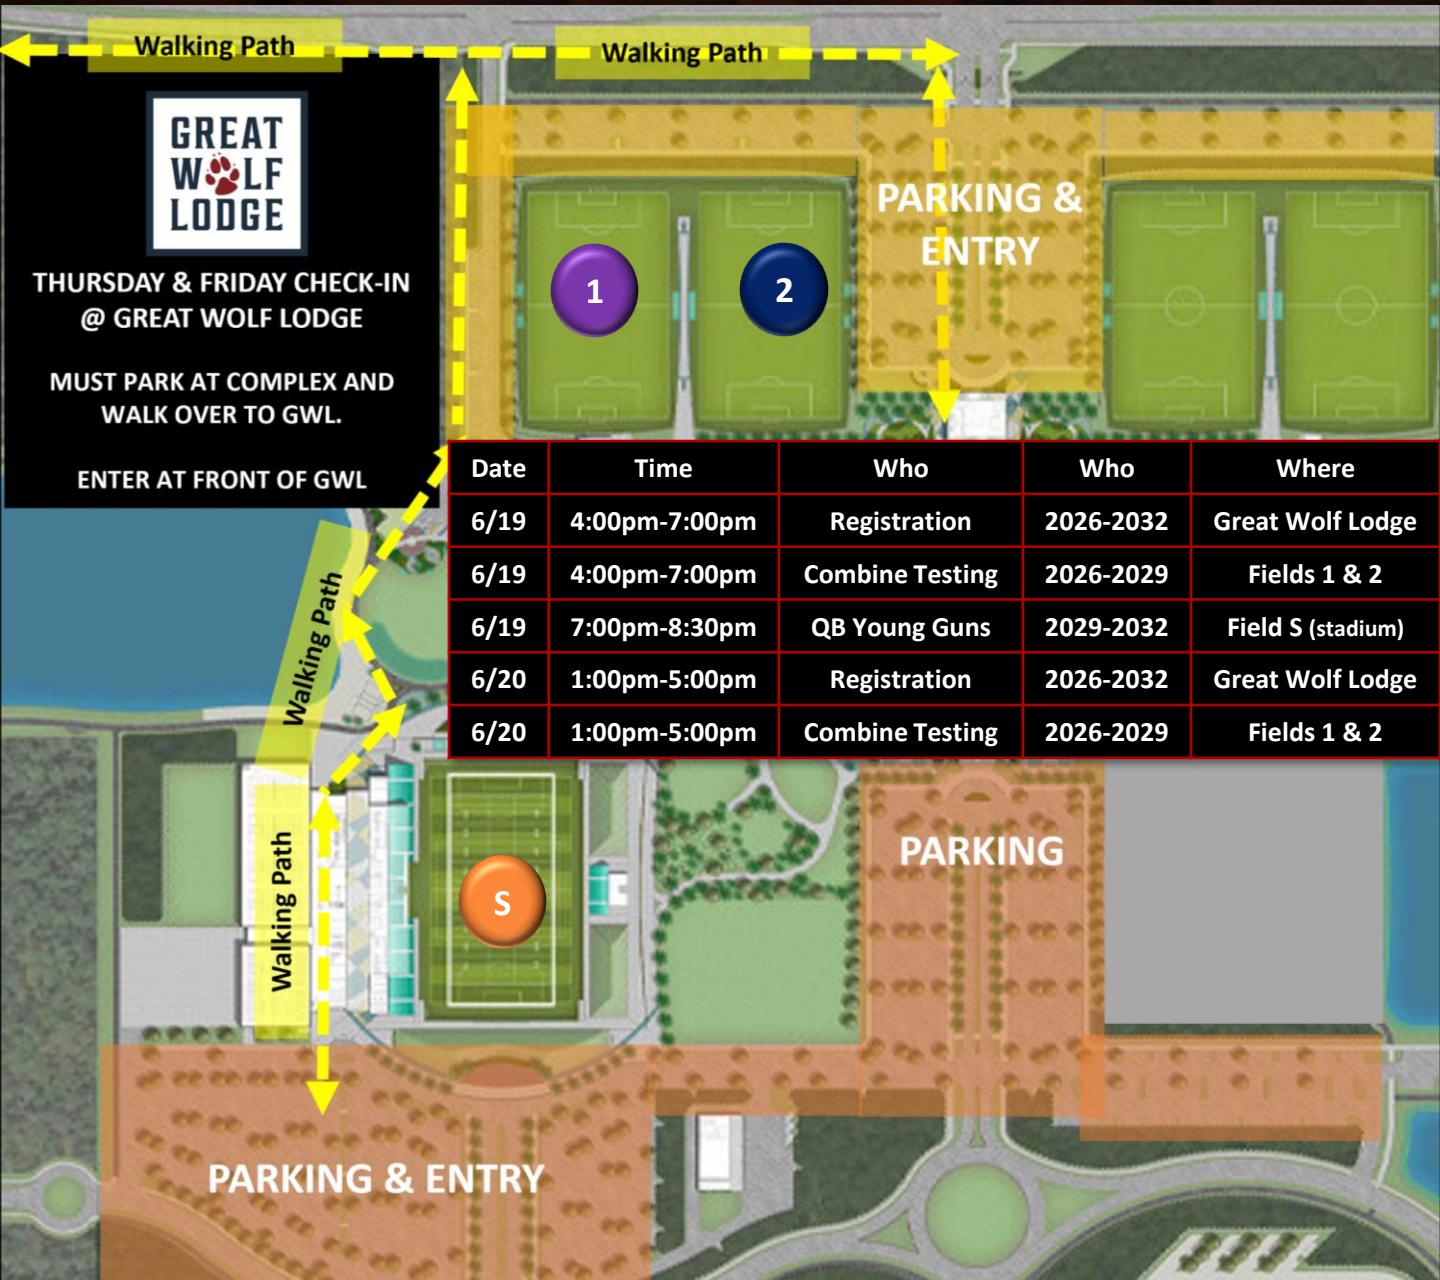 Walking Path
Walking Path
GREAT
WOLF
LODGE
THURSDAY & FRIDAY CHECK-IN
@ GREAT WOLF LODGE
MUST PARK AT COMPLEX AND
WALK OVER TO GWL.
ENTER AT FRONT OF GWL
PARKING &
ENTRY
1
2
Date Time Who Who Where
6/19 4:00pm-7:00pm Registration 2026-2032 Great Wolf Lodge
6/19 4:00pm-7:00pm Combine Testing 2026-2029 Fields 1 & 2
6/19 7:00pm-8:30pm QB Young Guns 2029-2032 Field S (stadium)
6/20 1:00pm-5:00pm Registration 2026-2032 Great Wolf Lodge
6/20 1:00pm-5:00pm Combine Testing 2026-2029 Fields 1 & 2
Walking Path
Walking Path
S
PARKING
PARKING & ENTRY